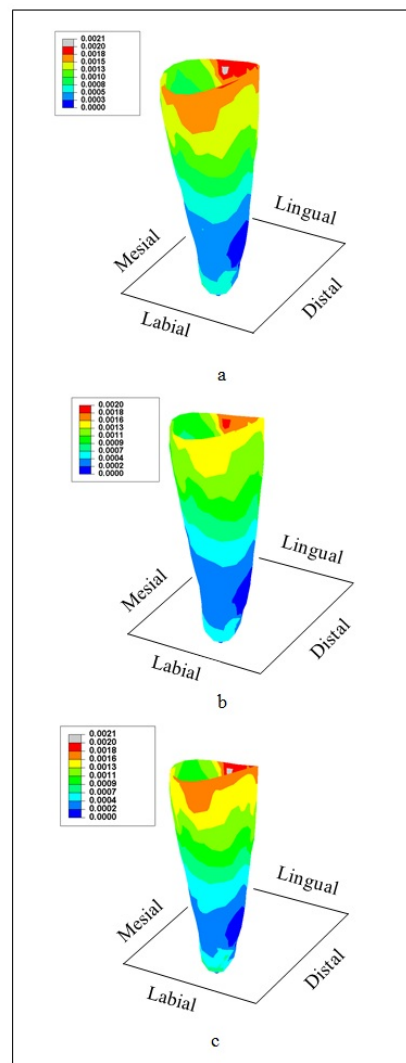 0.0021
0.0020
0.0018
0.0015
0.0013
0.0010
0.0008
0.0005
0.0003
0.0000
Lingual
Mesial
Distal
Labial
a
0.0020
0.0018
0.0016
0.0013
0.0011
0.0009
0.0007
0.0004
0.0002
0.0000
Lingual
Mesial
Distal
Labial
b
0.0021
0.0020
0.0018
0.0016
0.0013
0.0011
0.0009
0.0007
0.0004
0.0002
0.0000
Lingual
Mesial
Distal
Labial
c